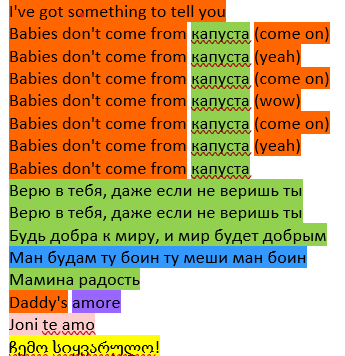 I've got something to tell you
Babies don't come from капуста (come on)
Babies don't come from капуста (yeah)
Babies don't come from капуста (come on)
Babies don't come from капуста (wow)
Babies don't come from капуста (come on)
Babies don't come from капуста (yeah)
Babies don't come from капуста
Верю в тебя, даже если не веришь ты
Верю в тебя, даже если не веришь ты
Будь добра к миру, и мир будет добрым
Ман будам ту боин ту меши ман боин
Мамина радость
Daddy's amore
Joni te amo
ჩემო სიყვარულო!